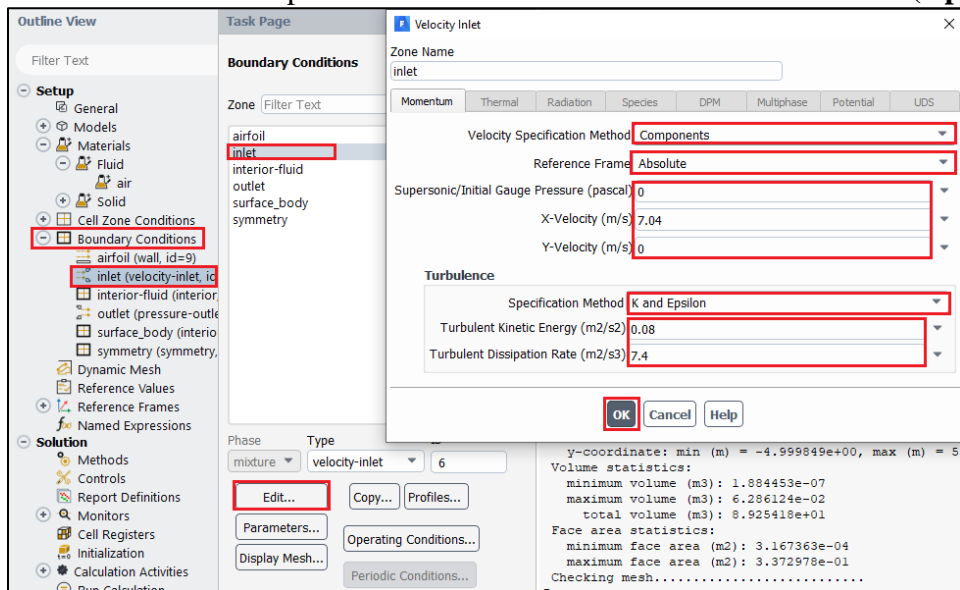 Outline View
Filter Text
Setup
General
Models
Materials
Fluid
air
Solid
Cell Zone Conditions
Boundary Conditions
airfoil (wall, id=9)
inlet (velocity-inlet, id
interior-fluid (interior,
outlet (pressure-outle
surface_body (interio
symmetry (symmetry,
Dynamic Mesh
Reference Values
Reference Frames
Named Expressions
Solution
Methods
Controls
Report Definitions
Monitors
Cell Registers
Initialization
Calculation Activities
Run Calculation
Task Page
Boundary Conditions
Zone Filter Text
airfoil
inlet
interior-fluid
outlet
surface_body
symmetry
Phase Type
mixture velocity-inlet 6
Edit... Copy... Profiles...
Parameters... Operating Conditions...
Display Mesh... Periodic Conditions...
Velocity Inlet
Zone Name
inlet
Momentum Thermal Radiation Species DPM Multiphase Potential UDS
Velocity Specification Method Components
Reference Frame Absolute
Supersonic/Initial Gauge Pressure (pascal) 0
X-Velocity (m/s) 7.04
Y-Velocity (m/s) 0
Turbulence
Specification Method K and Epsilon
Turbulent Kinetic Energy (m2/s2) 0.08
Turbulent Dissipation Rate (m2/s3) 7.4
OK Cancel Help
y-coordinate: min (m) = -4.999849e+00, max (m) = 5
Volume statistics:
minimum volume (m3): 1.884453e-07
maximum volume (m3): 6.286124e-02
total volume (m3): 8.925418e+01
Face area statistics:
minimum face area (m2): 3.167363e-04
maximum face area (m2): 3.372978e-01
Checking mesh..........................